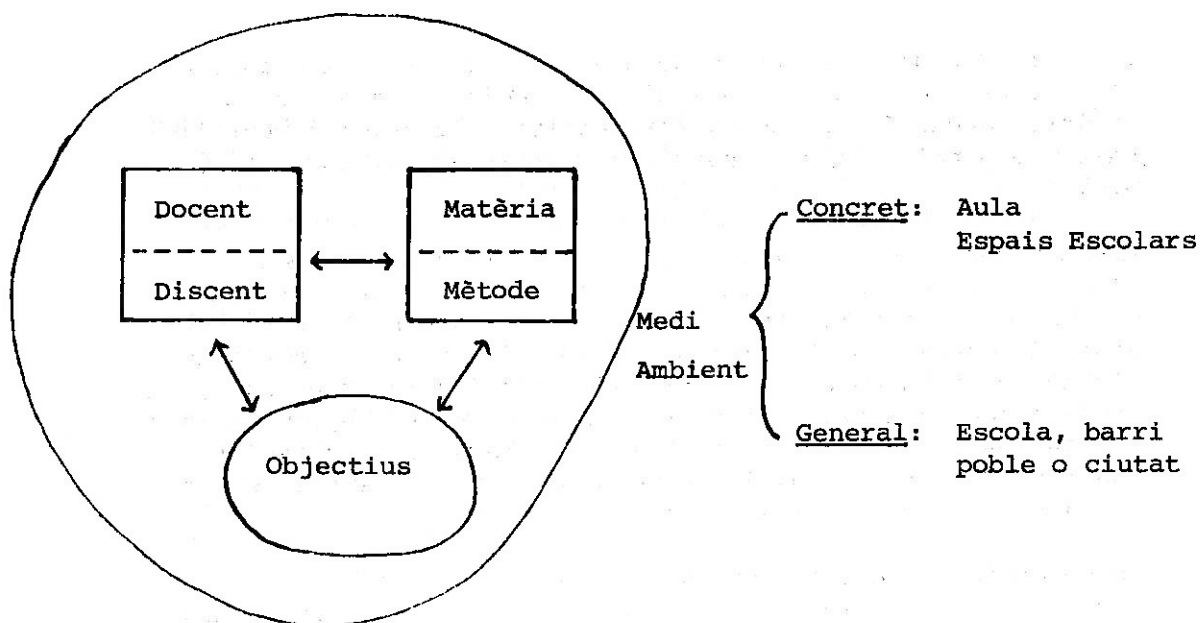 Docent
Discent
Matèria
Mètode
Objectius
Medi
Ambient
Concret: Aula
Espais Escolars
General: Escola, barri
poble o ciutat